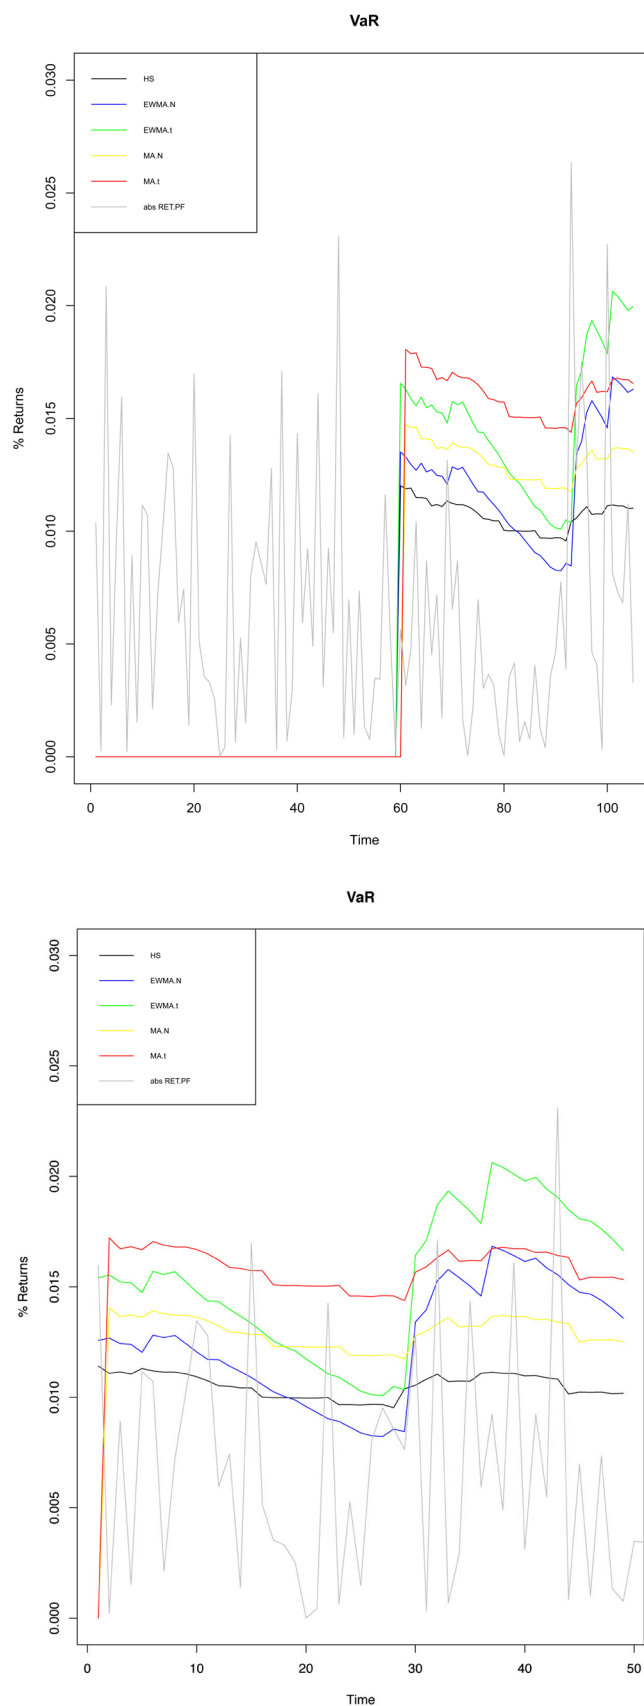 VaR
0.030
0.025
0.020
0.015
0.010
0.005
0.000
% Returns
HS
EWMA.N
EWMA.t
MA.N
MA.t
abs RET.PF
0 20 40 60 80 100
Time
VaR
0.030
0.025
0.020
0.015
0.010
0.005
0.000
% Returns
HS
EWMA.N
EWMA.t
MA.N
MA.t
abs RET.PF
0 10 20 30 40 50
Time